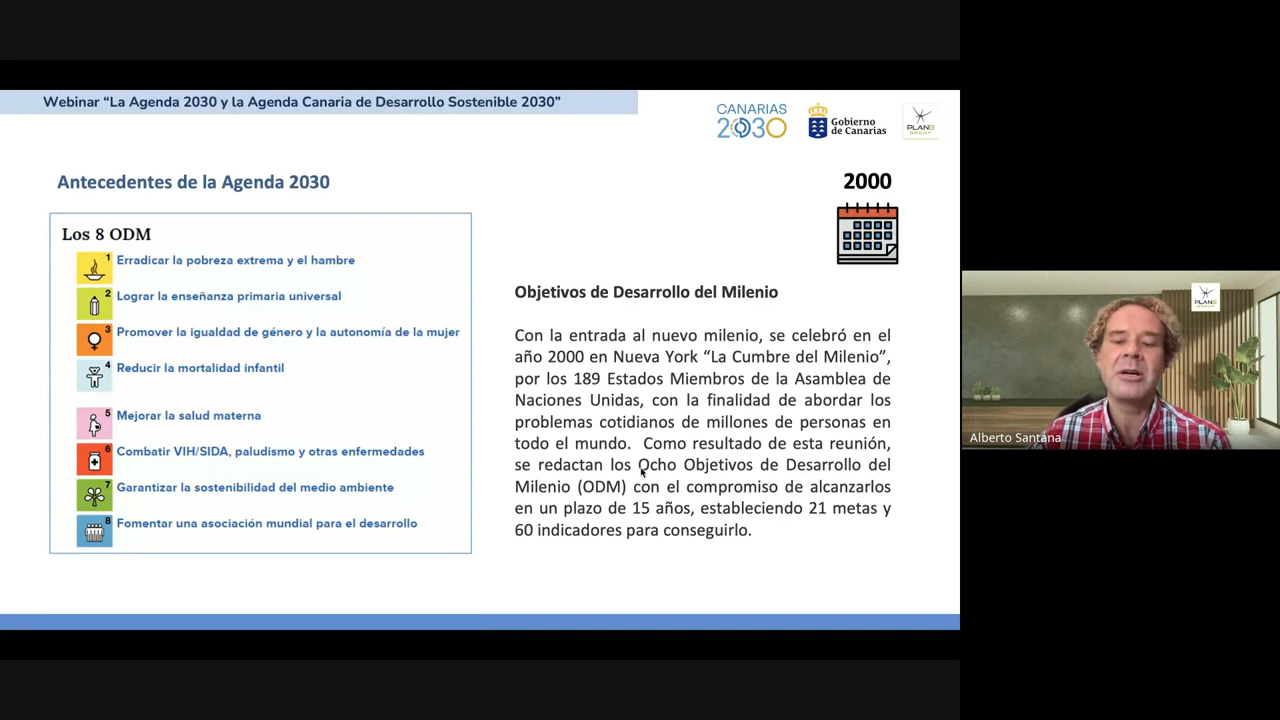 Webinar “La Agenda 2030 y la Agenda Canaria de Desarrollo Sostenible 2030”
CANARIAS
2030
Gobierno
de Canarias
PLANB
GROUP
Antecedentes de la Agenda 2030
2000
Los 8 ODM
1 Erradicar la pobreza extrema y el hambre
2 Lograr la enseñanza primaria universal
3 Promover la igualdad de género y la autonomía de la mujer
4 Reducir la mortalidad infantil
5 Mejorar la salud materna
6 Combatir VIH/SIDA, paludismo y otras enfermedades
7 Garantizar la sostenibilidad del medio ambiente
8 Fomentar una asociación mundial para el desarrollo
Objetivos de Desarrollo del Milenio
Con la entrada al nuevo milenio, se celebró en el
año 2000 en Nueva York “La Cumbre del Milenio”,
por los 189 Estados Miembros de la Asamblea de
Naciones Unidas, con la finalidad de abordar los
problemas cotidianos de millones de personas en
todo el mundo. Como resultado de esta reunión,
se redactan los Ocho Objetivos de Desarrollo del
Milenio (ODM) con el compromiso de alcanzarlos
en un plazo de 15 años, estableciendo 21 metas y
60 indicadores para conseguirlo.
PLANB
GROUP
Alberto Santana